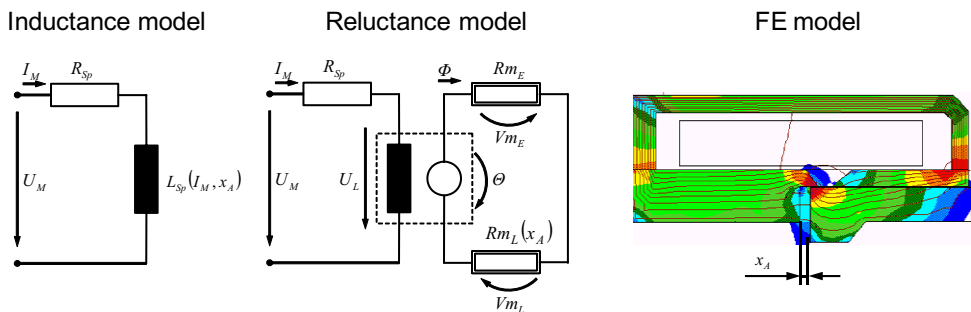 Inductance model
Reluctance model
FE model
I_M
R_Sp
U_M
L_Sp(I_M, x_A)
I_M
R_Sp
U_M
U_L
Φ
Rm_E
Vm_E
Θ
Rm_L(x_A)
Vm_L
x_A